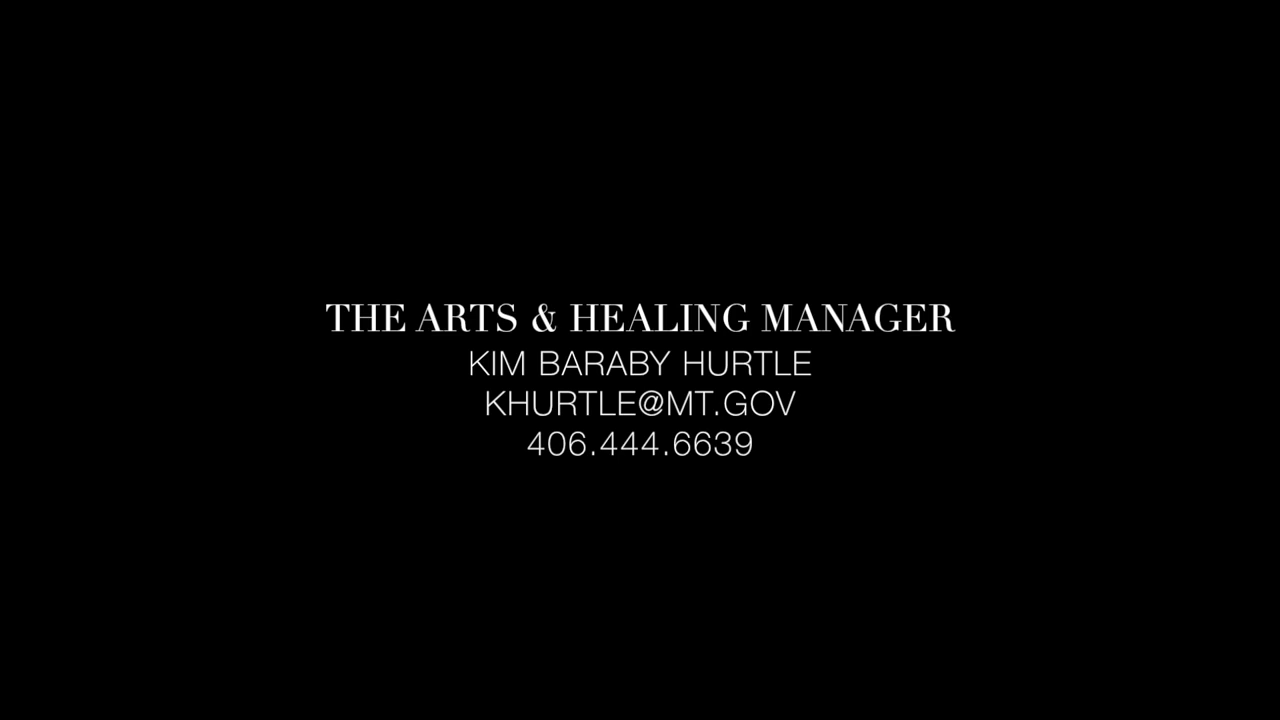 THE ARTS & HEALING MANAGER
KIM BARABY HURTLE
KHURTLE@MT.GOV
406.444.6639